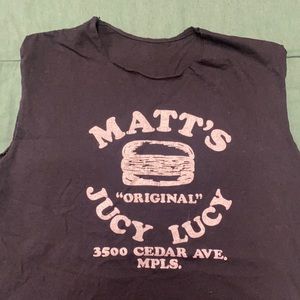 MATT'S
"ORIGINAL"
JUCY LUCY
3500 CEDAR AVE.
MPLS.